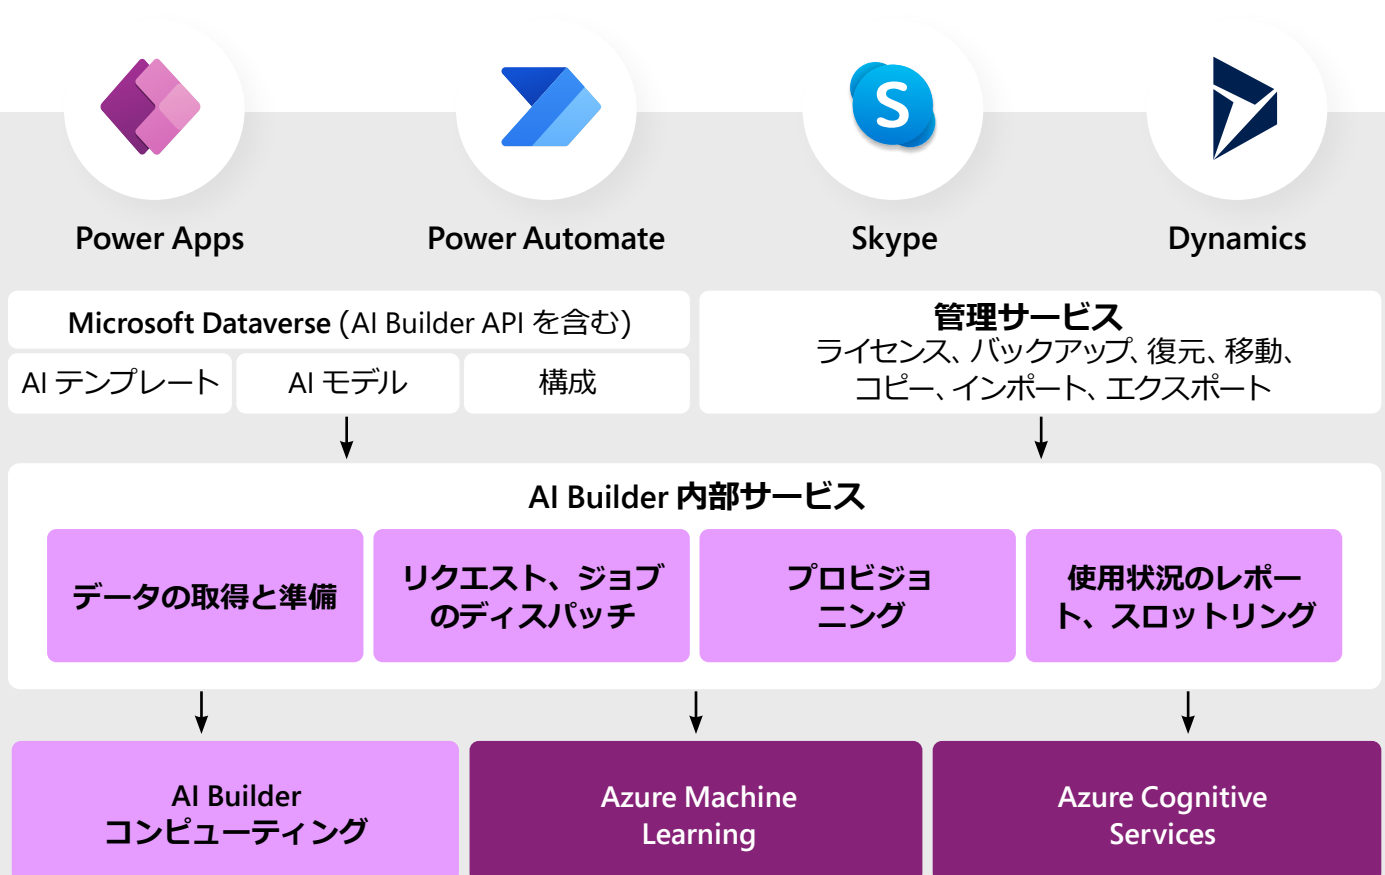 S
Power Apps
Power Automate
Skype
Dynamics
Microsoft Dataverse (AI Builder API を含む)
AI テンプレート
AI モデル
構成
管理サービス
ライセンス、バックアップ、復元、移動、
コピー、インポート、エクスポート
AI Builder 内部サービス
データの取得と準備
リクエスト、ジョブ
のディスパッチ
プロビジョ
ニング
使用状況のレポー
ト、スロットリング
AI Builder
コンピューティング
Azure Machine
Learning
Azure Cognitive
Services